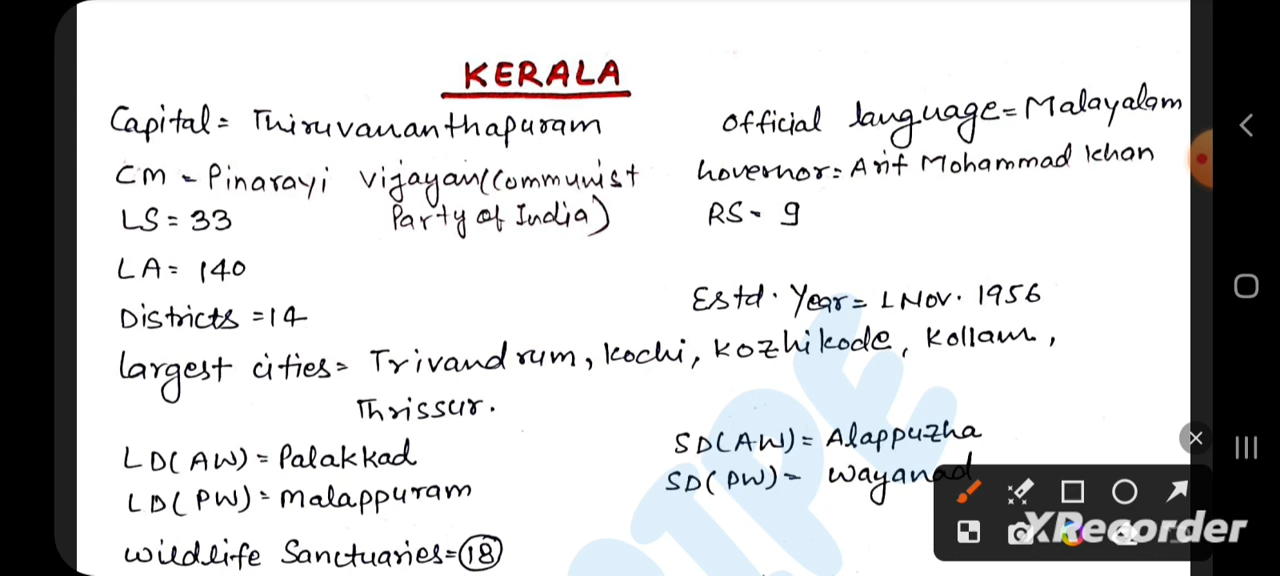 KERALA
Capital = Thiruvananthapuram
Official language = Malayalam
CM = Pinarayi Vijayan (Communist Party of India)
Governor = Arif Mohammad Khan
LS = 33
RS = 9
LA = 140
Districts = 14
Estd. Year = 1 Nov. 1956
largest cities = Trivandrum, Kochi, Kozhikode, Kollam,
Thrissur.
LD(AW) = Palakkad
SD(AW) = Alappuzha
LD(PW) = Malappuram
SD(PW) = Wayanad
Wildlife Sanctuaries = 18
XRecorder